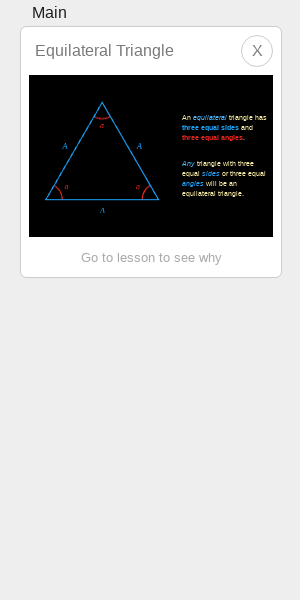 Main
Equilateral Triangle
X
a
A
A
a
a
A
An equilateral triangle has
three equal sides and
three equal angles.
Any triangle with three
equal sides or three equal
angles will be an
equilateral triangle.
Go to lesson to see why